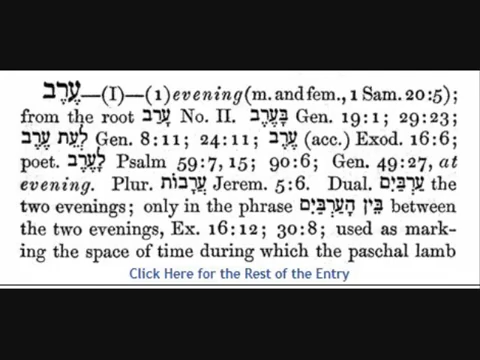 עֶרֶב—(I)—(1) evening (m. and fem., 1 Sam. 20:5);
from the root עָרַב No. II. בָּעֶרֶב Gen. 19:1; 29:23;
לְעֵת עֶרֶב Gen. 8:11; 24:11; עֶרֶב (acc.) Exod. 16:6;
poet. לָעֶרֶב Psalm 59:7, 15; 90:6; Gen. 49:27, at
evening. Plur. עֲרָבוֹת Jerem. 5:6. Dual. עַרְבַּיִם the
two evenings; only in the phrase בֵּין הָעַרְבַּיִם between
the two evenings, Ex. 16:12; 30:8; used as mark-
ing the space of time during which the paschal lamb
Click Here for the Rest of the Entry